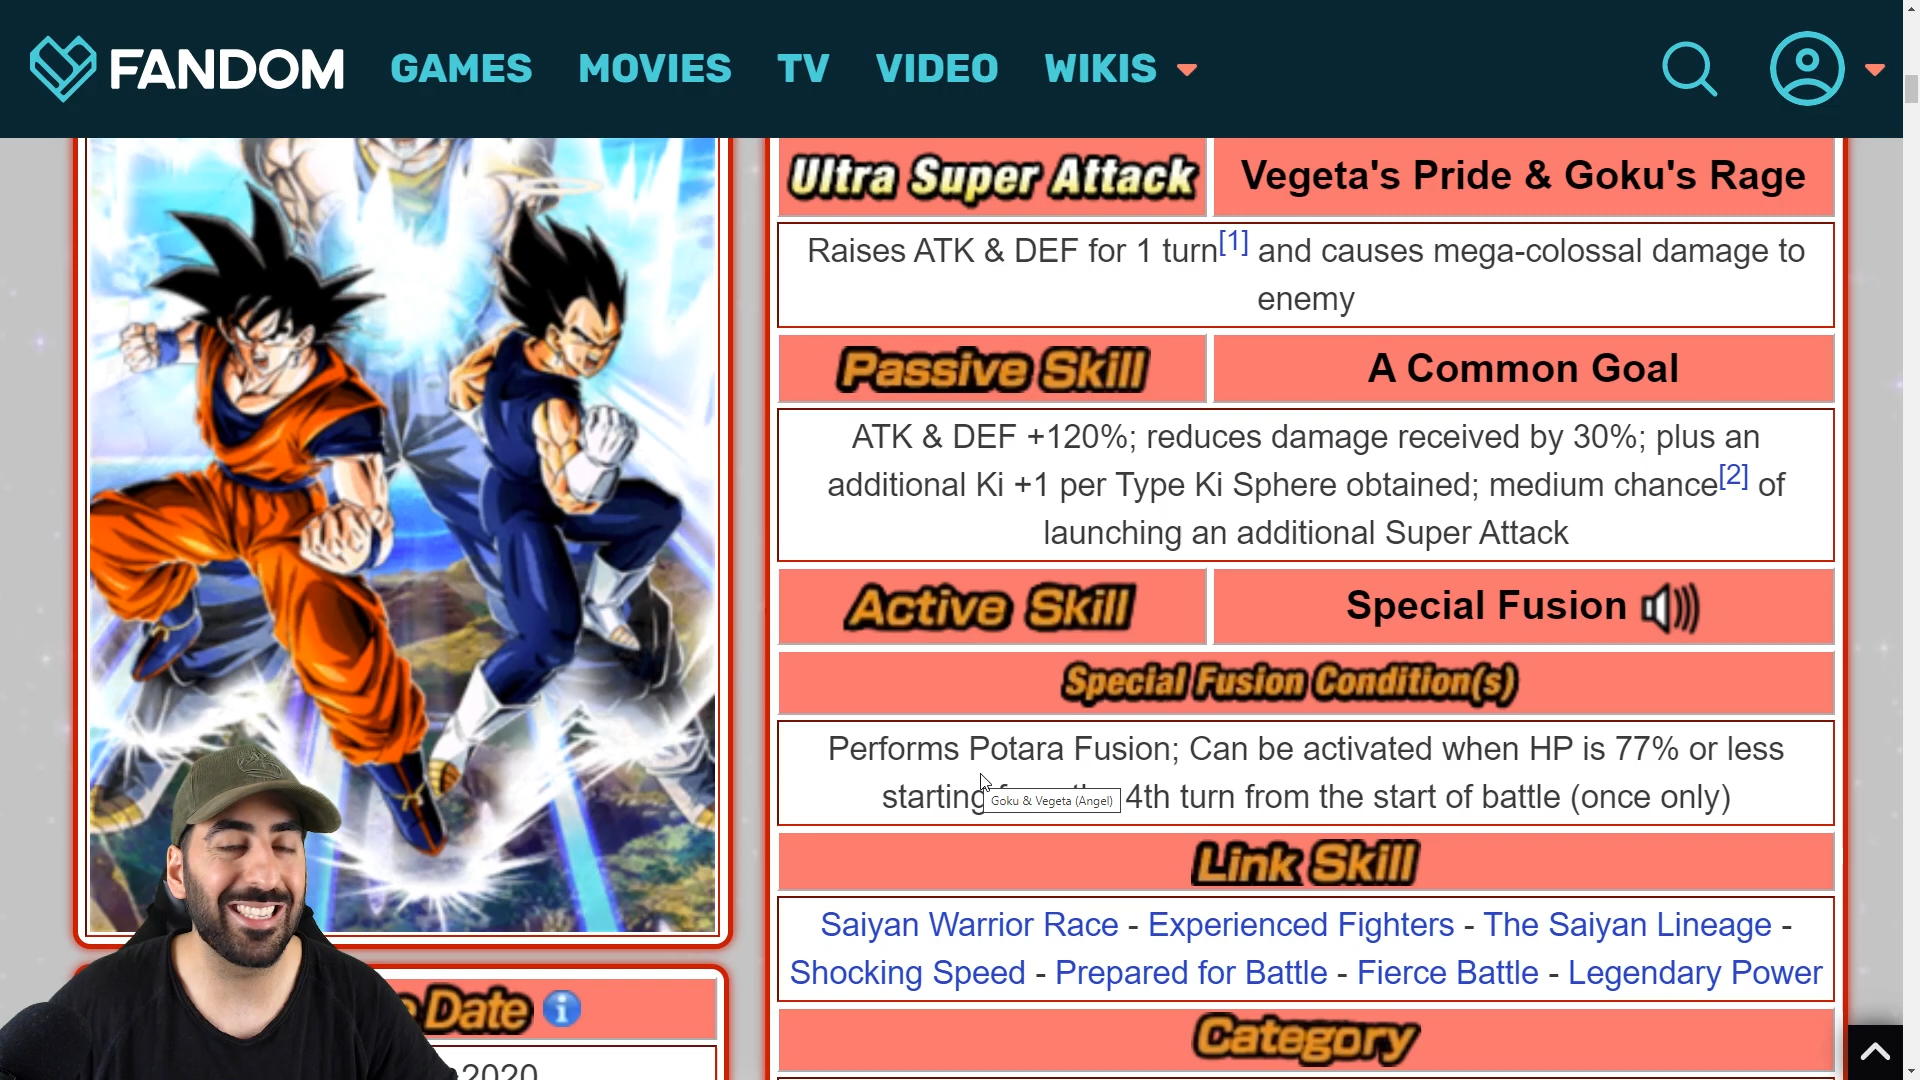 FANDOM GAMES MOVIES TV VIDEO WIKIS
Ultra Super Attack
Vegeta's Pride & Goku's Rage
Raises ATK & DEF for 1 turn[1] and causes mega-colossal damage to
enemy
Passive Skill
A Common Goal
ATK & DEF +120%; reduces damage received by 30%; plus an
additional Ki +1 per Type Ki Sphere obtained; medium chance[2] of
launching an additional Super Attack
Active Skill
Special Fusion
Special Fusion Condition(s)
Performs Potara Fusion; Can be activated when HP is 77% or less
starting 4th turn from the start of battle (once only)
Goku & Vegeta (Angel)
Link Skill
Saiyan Warrior Race - Experienced Fighters - The Saiyan Lineage -
Shocking Speed - Prepared for Battle - Fierce Battle - Legendary Power
Category
Date
2020